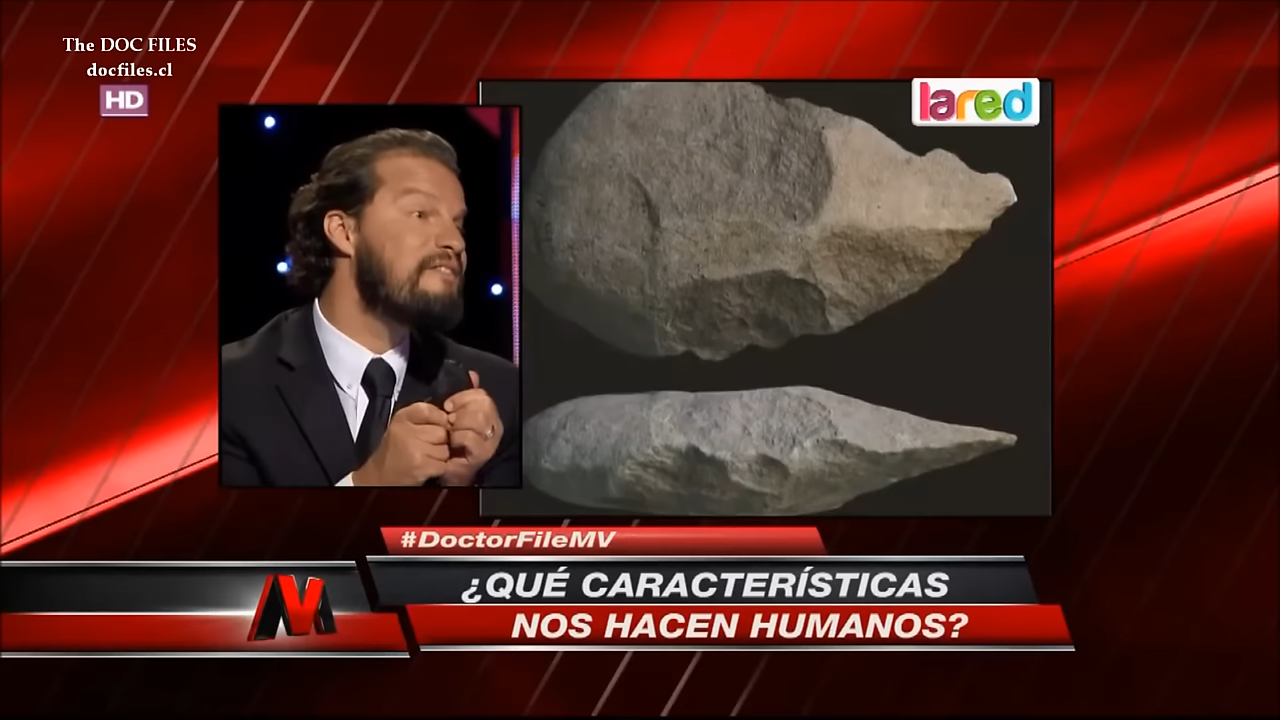 The DOC FILES
docfiles.cl
HD
lared
#DoctorFileMV
¿QUÉ CARACTERÍSTICAS
NOS HACEN HUMANOS?